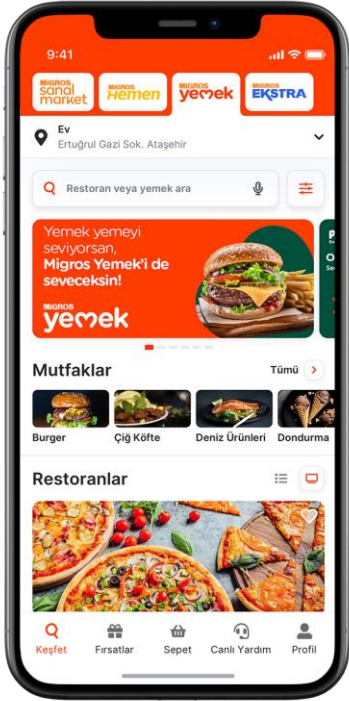 9:41
MIGROS
sanal
market
MIGROS
Hemen
MIGROS
yemek
MIGROS
EKSTRA
Ev
Ertuğrul Gazi Sok. Ataşehir
Restoran veya yemek ara
Yemek yemeyi
seviyorsan,
Migros Yemek'i de
seveceksin!
MIGROS
yemek
Mutfaklar
Tümü
Burger
Çiğ Köfte
Deniz Ürünleri
Dondurma
Restoranlar
Keşfet
Fırsatlar
Sepet
Canlı Yardım
Profil